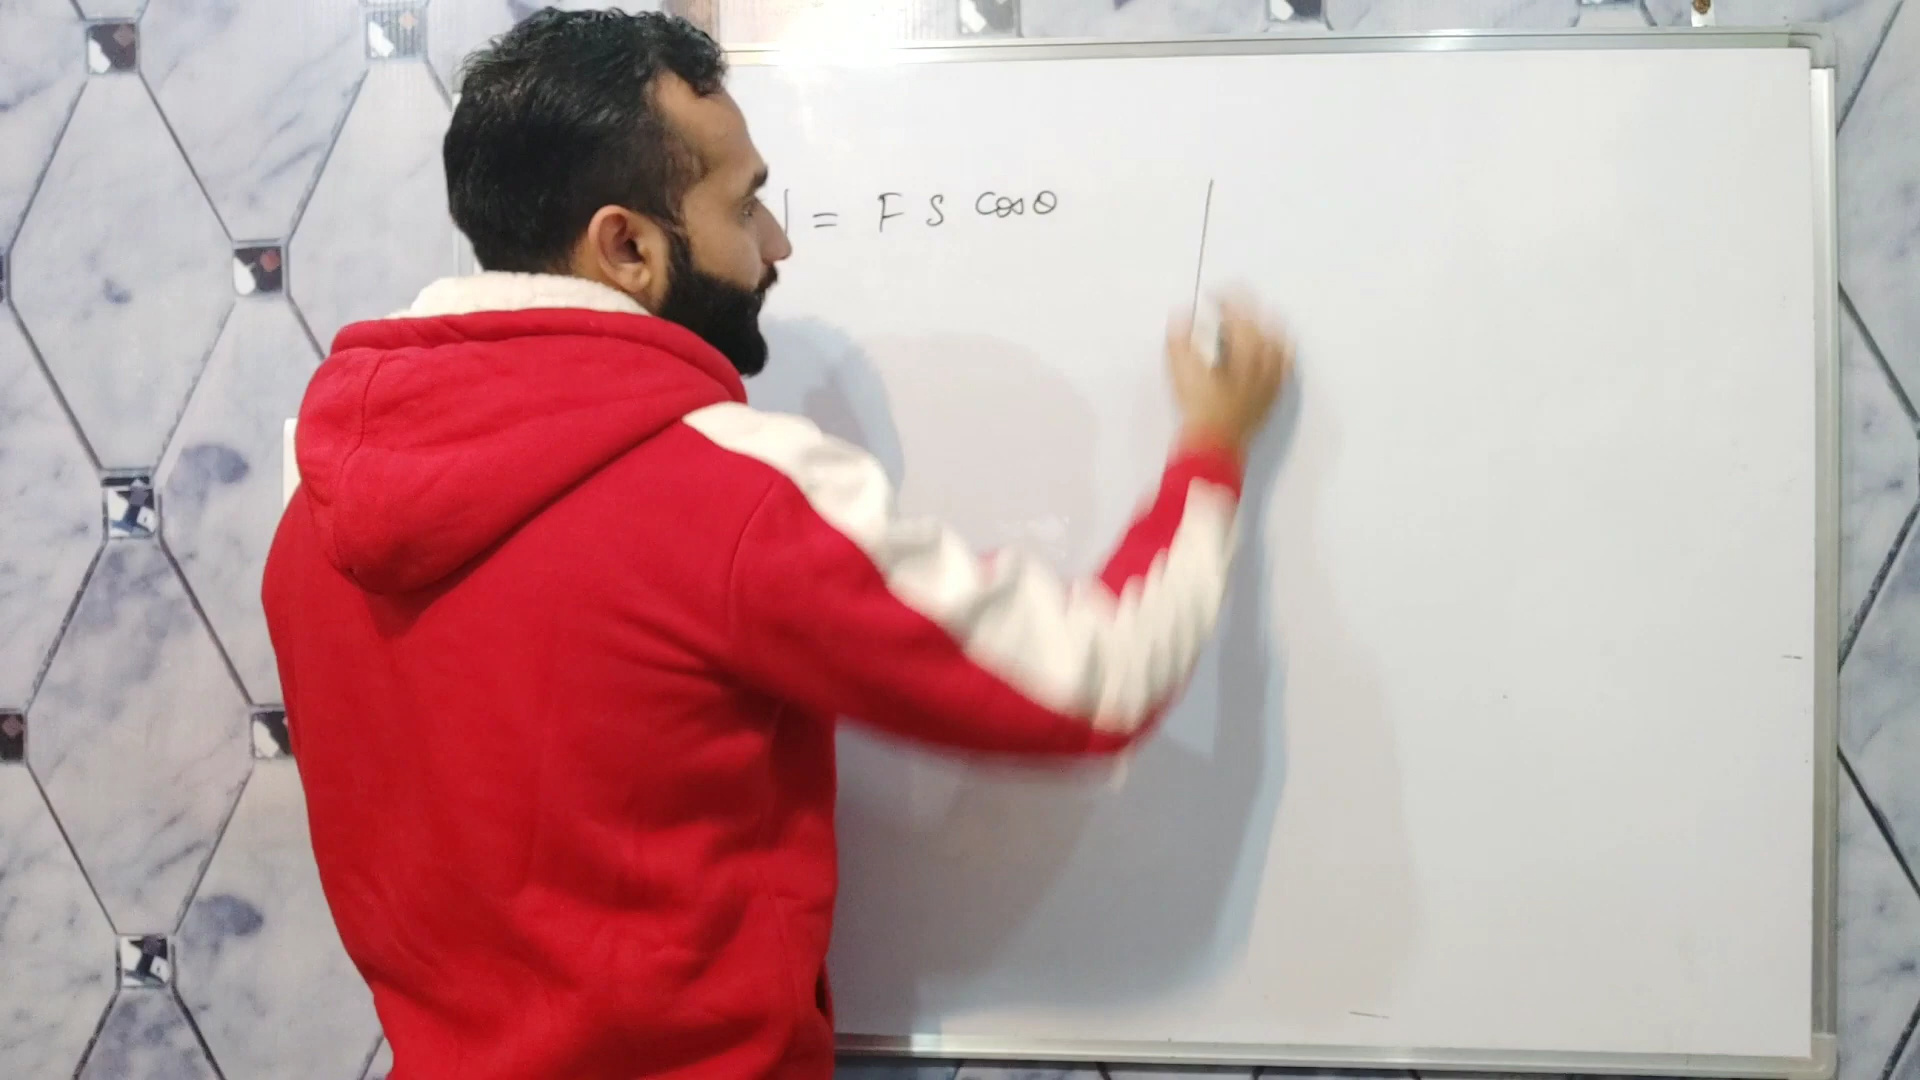 = F S cosθ